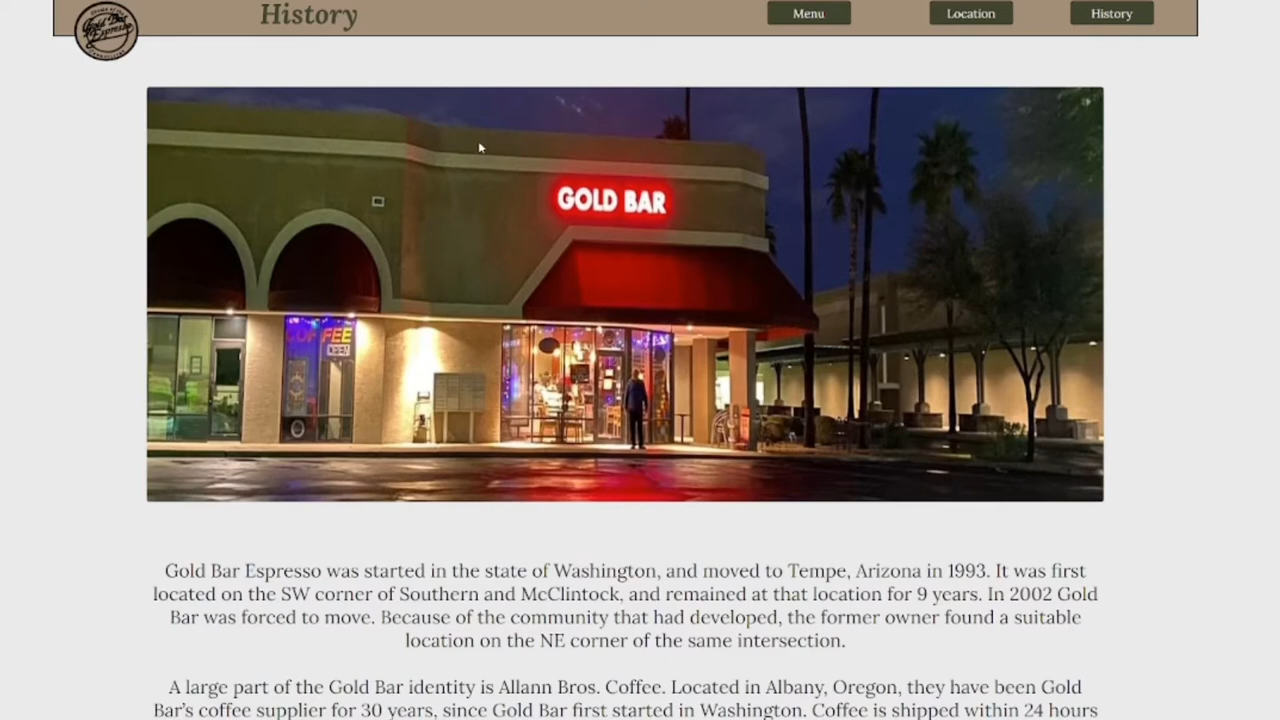 History
Menu
Location
History
Gold Bar
Espresso
GOLD BAR
COFFEE
OPEN
Gold Bar Espresso was started in the state of Washington, and moved to Tempe, Arizona in 1993. It was first
located on the SW corner of Southern and McClintock, and remained at that location for 9 years. In 2002 Gold
Bar was forced to move. Because of the community that had developed, the former owner found a suitable
location on the NE corner of the same intersection.
A large part of the Gold Bar identity is Allann Bros. Coffee. Located in Albany, Oregon, they have been Gold
Bar’s coffee supplier for 30 years, since Gold Bar first started in Washington. Coffee is shipped within 24 hours